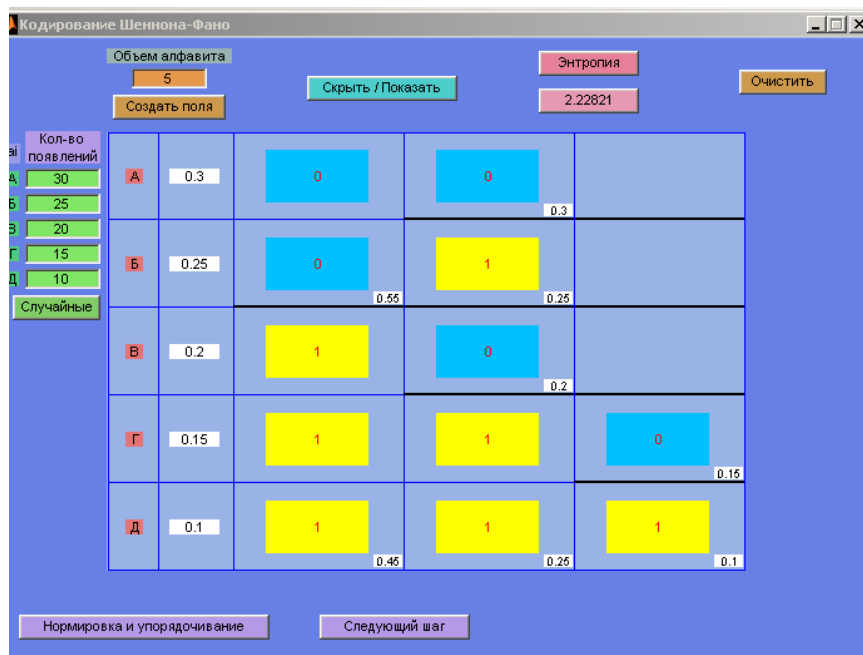 Кодирование Шеннона-Фано
Объем алфавита
5
Создать поля
Скрыть / Показать
Энтропия
2.22821
Очистить
ai Кол-во появлений
А 30
Б 25
В 20
Г 15
Д 10
Случайные
А 0.3 0 0
0.3
Б 0.25 0 1
0.55 0.25
В 0.2 1 0
0.2
Г 0.15 1 1 0
0.15
Д 0.1 1 1 1
0.45 0.25 0.1
Нормировка и упорядочивание Следующий шаг